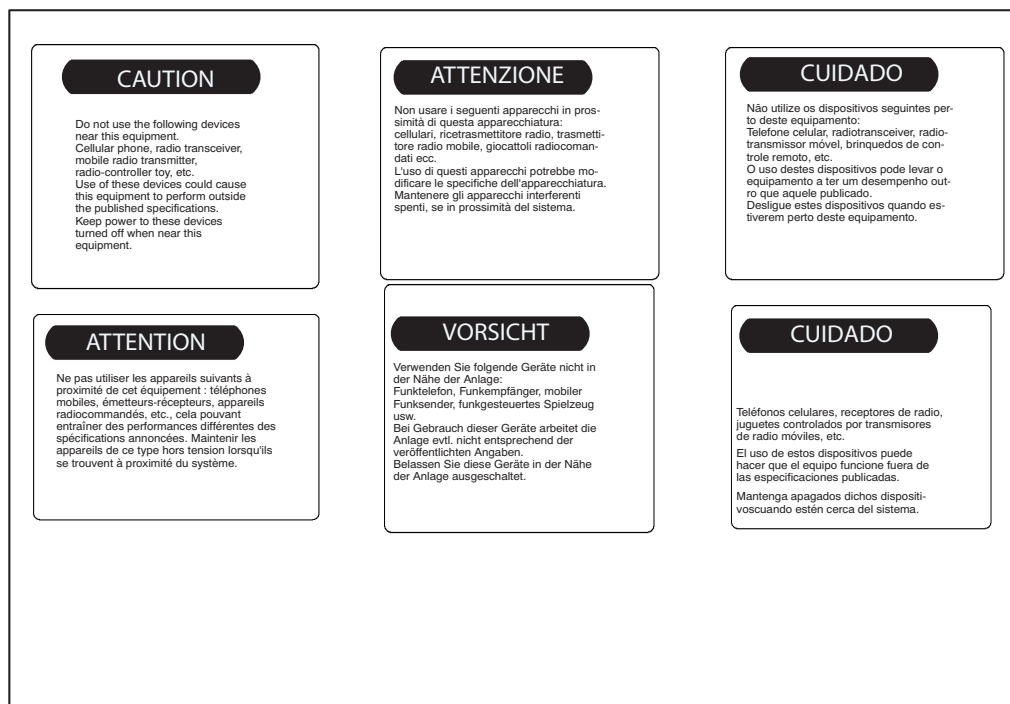 CAUTION
Do not use the following devices
near this equipment.
Cellular phone, radio transceiver,
mobile radio transmitter,
radio-controller toy, etc.
Use of these devices could cause
this equipment to perform outside
the published specifications.
Keep power to these devices
turned off when near this
equipment.
ATTENZIONE
Non usare i seguenti apparecchi in pros-
simità di questa apparecchiatura:
cellulari, ricetrasmettitore radio, trasmetti-
tore radio mobile, giocattoli radiocoman-
dati ecc.
L'uso di questi apparecchi potrebbe mo-
dificare le specifiche dell'apparecchiatura.
Mantenere gli apparecchi interferenti
spenti, se in prossimità del sistema.
CUIDADO
Não utilize os dispositivos seguintes per-
to deste equipamento:
Telefone celular, radiotransceiver, radio-
transmissor móvel, brinquedos de con-
trole remoto, etc.
O uso destes dispositivos pode levar o
equipamento a ter um desempenho out-
ro que aquele publicado.
Desligue estes dispositivos quando es-
tiverem perto deste equipamento.
ATTENTION
Ne pas utiliser les appareils suivants à
proximité de cet équipement : téléphones
mobiles, émetteurs-récepteurs, appareils
radiocommandés, etc., cela pouvant
entraîner des performances différentes des
spécifications annoncées. Maintenir les
appareils de ce type hors tension lorsqu'ils
se trouvent à proximité du système.
VORSICHT
Verwenden Sie folgende Geräte nicht in
der Nähe der Anlage:
Funktelefon, Funkempfänger, mobiler
Funksender, funkgesteuertes Spielzeug
usw.
Bei Gebrauch dieser Geräte arbeitet die
Anlage evtl. nicht entsprechend der
veröffentlichten Angaben.
Belassen Sie diese Geräte in der Nähe
der Anlage ausgeschaltet.
CUIDADO
Teléfonos celulares, receptores de radio,
juguetes controlados por transmisores
de radio móviles, etc.
El uso de estos dispositivos puede
hacer que el equipo funcione fuera de
las especificaciones publicadas.
Mantenga apagados dichos dispositi-
voscuando estén cerca del sistema.